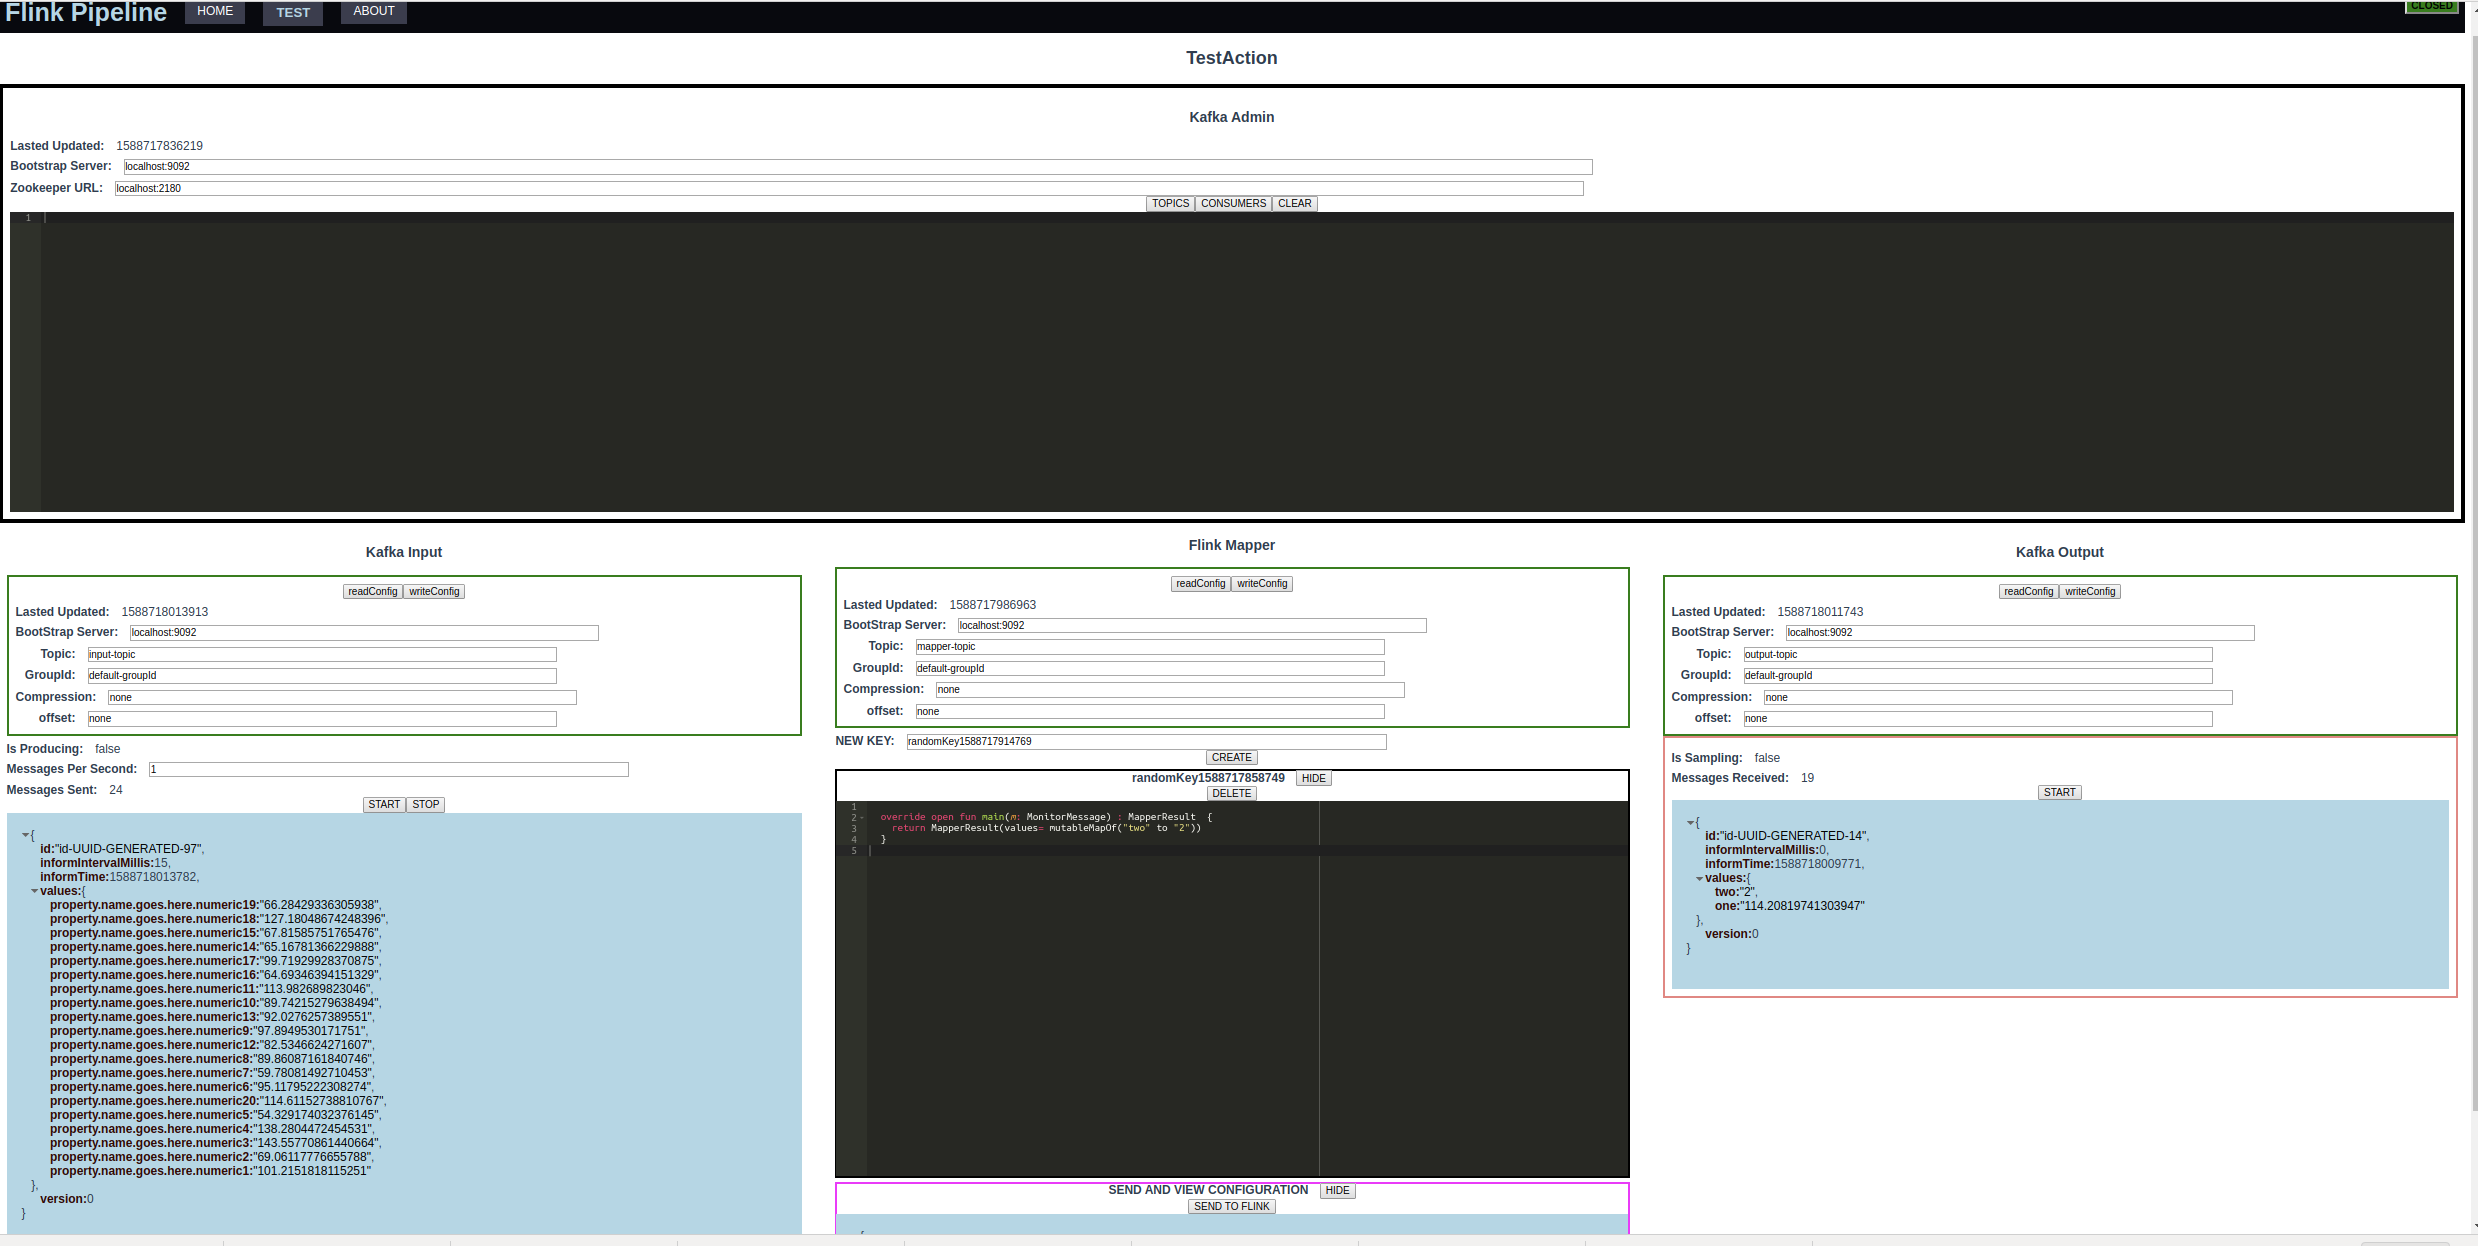 Flink Pipeline HOME TEST ABOUT CLOSED
TestAction
Kafka Admin
Lasted Updated: 1588717836219
Bootstrap Server: localhost:9092
Zookeeper URL: localhost:2180
TOPICS CONSUMERS CLEAR
1
Kafka Input
readConfig writeConfig
Lasted Updated: 1588718013913
BootStrap Server: localhost:9092
Topic: input-topic
GroupId: default-groupId
Compression: none
offset: none
Is Producing: false
Messages Per Second: 1
Messages Sent: 24
START STOP
{
id:"id-UUID-GENERATED-97",
informIntervalMillis:15,
informTime:1588718013782,
values:{
property.name.goes.here.numeric19:"66.28429336305938",
property.name.goes.here.numeric18:"127.18048674248396",
property.name.goes.here.numeric15:"67.81585751765476",
property.name.goes.here.numeric14:"65.16781366229888",
property.name.goes.here.numeric17:"99.71929928370875",
property.name.goes.here.numeric16:"64.69346394151329",
property.name.goes.here.numeric11:"113.982689823046",
property.name.goes.here.numeric10:"89.74215279638494",
property.name.goes.here.numeric13:"92.0276257389551",
property.name.goes.here.numeric9:"97.8949530171751",
property.name.goes.here.numeric12:"82.5346624271607",
property.name.goes.here.numeric8:"89.86087161840746",
property.name.goes.here.numeric7:"59.78081492710453",
property.name.goes.here.numeric6:"95.11795222308274",
property.name.goes.here.numeric20:"114.61152738810767",
property.name.goes.here.numeric5:"54.329174032376145",
property.name.goes.here.numeric4:"138.2804472454531",
property.name.goes.here.numeric3:"143.55770861440664",
property.name.goes.here.numeric2:"69.06117776655788",
property.name.goes.here.numeric1:"101.2151818115251"
},
version:0
}
Flink Mapper
readConfig writeConfig
Lasted Updated: 1588717986963
BootStrap Server: localhost:9092
Topic: mapper-topic
GroupId: default-groupId
Compression: none
offset: none
NEW KEY: randomKey1588717914769
CREATE
randomKey1588717858749 HIDE
DELETE
1
2 override open fun main(m: MonitorMessage) : MapperResult {
3 return MapperResult(values= mutableMapOf("two" to "2"))
4 }
5
SEND AND VIEW CONFIGURATION HIDE
SEND TO FLINK
{
Kafka Output
readConfig writeConfig
Lasted Updated: 1588718011743
BootStrap Server: localhost:9092
Topic: output-topic
GroupId: default-groupId
Compression: none
offset: none
Is Sampling: false
Messages Received: 19
START
{
id:"id-UUID-GENERATED-14",
informIntervalMillis:0,
informTime:1588718009771,
values:{
two:"2",
one:"114.20819741303947"
},
version:0
}